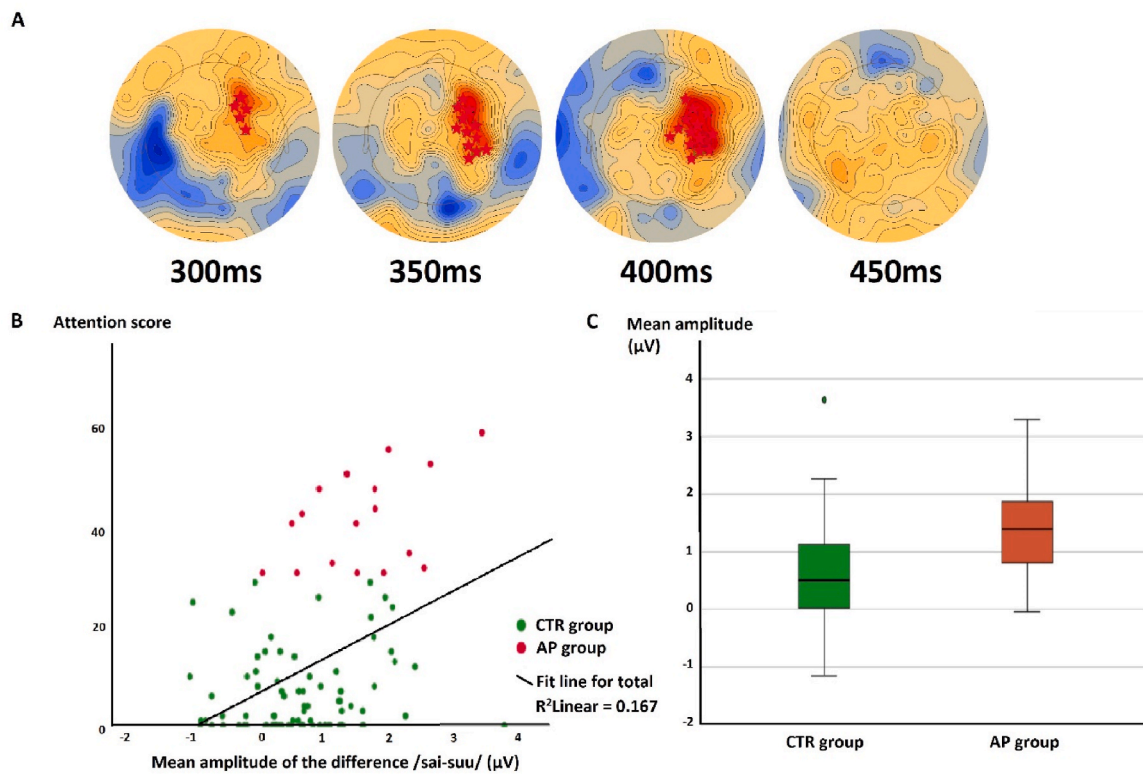 A
300ms
350ms
400ms
450ms
B
Attention score
60
40
20
0
-2
-1
0
1
2
3
4
Mean amplitude of the difference /sai-suu/ (µV)
CTR group
AP group
Fit line for total
R²Linear = 0.167
C
Mean amplitude
(µV)
4
3
2
1
0
-1
-2
CTR group
AP group